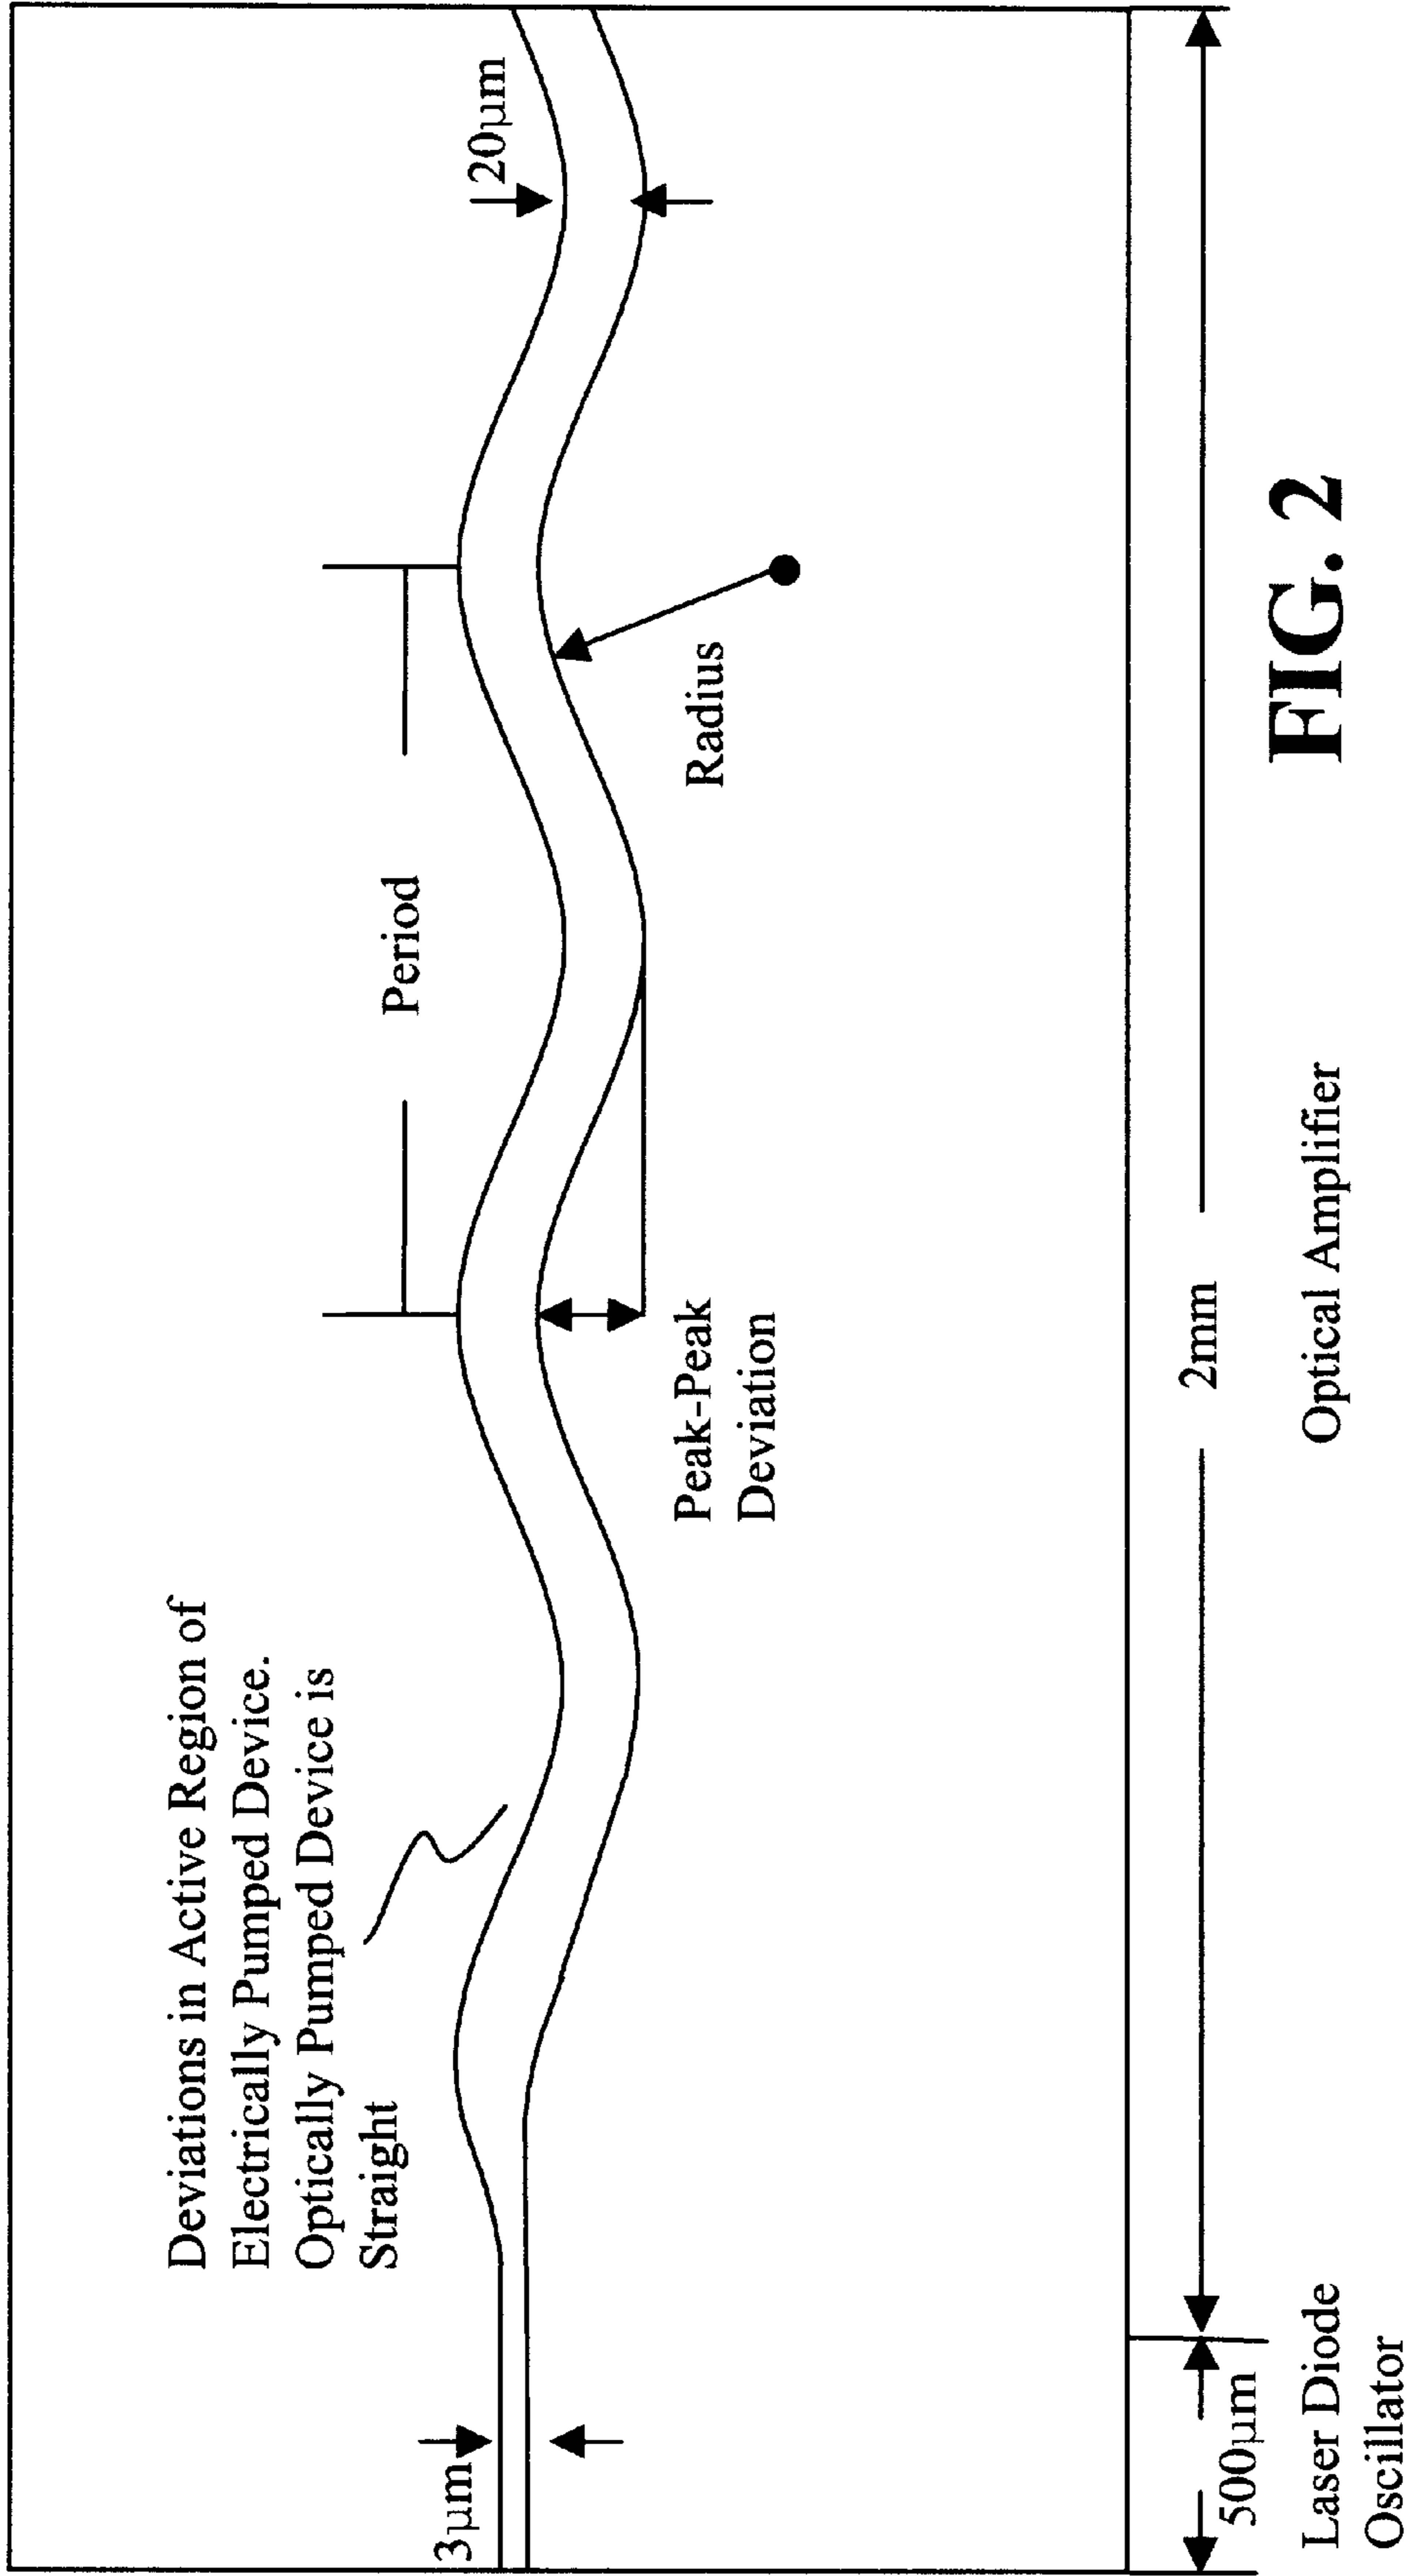 Deviations in Active Region of
Electrically Pumped Device.
Optically Pumped Device is
Straight
Period
20µm
3µm
Peak-Peak
Deviation
Radius
500µm
2mm
Laser Diode
Oscillator
Optical Amplifier
FIG. 2